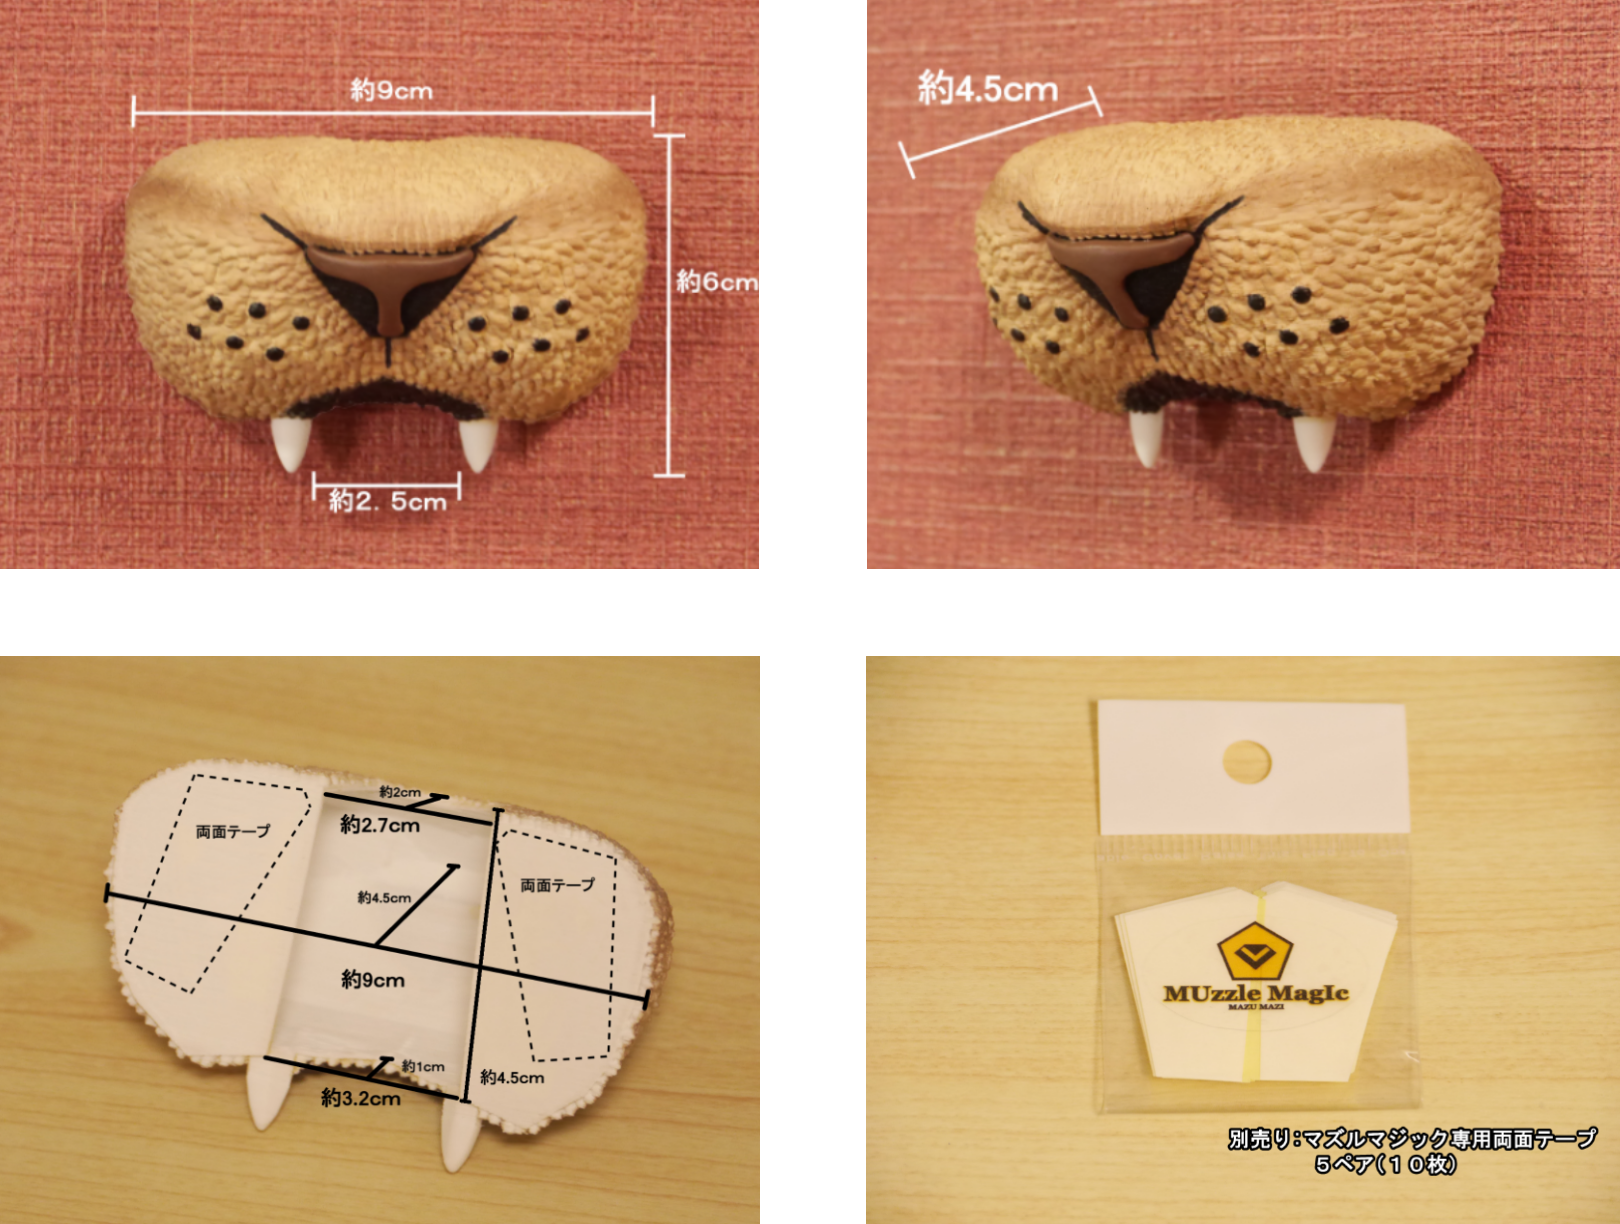 約9cm
約6cm
約2. 5cm
約4.5cm
約2cm
約2.7cm
両面テープ
両面テープ
約4.5cm
約9cm
約1cm
約4.5cm
約3.2cm
MUzzle MagIc
MAZU MAZI
別売り：マズルマジック専用両面テープ
５ペア（１０枚）